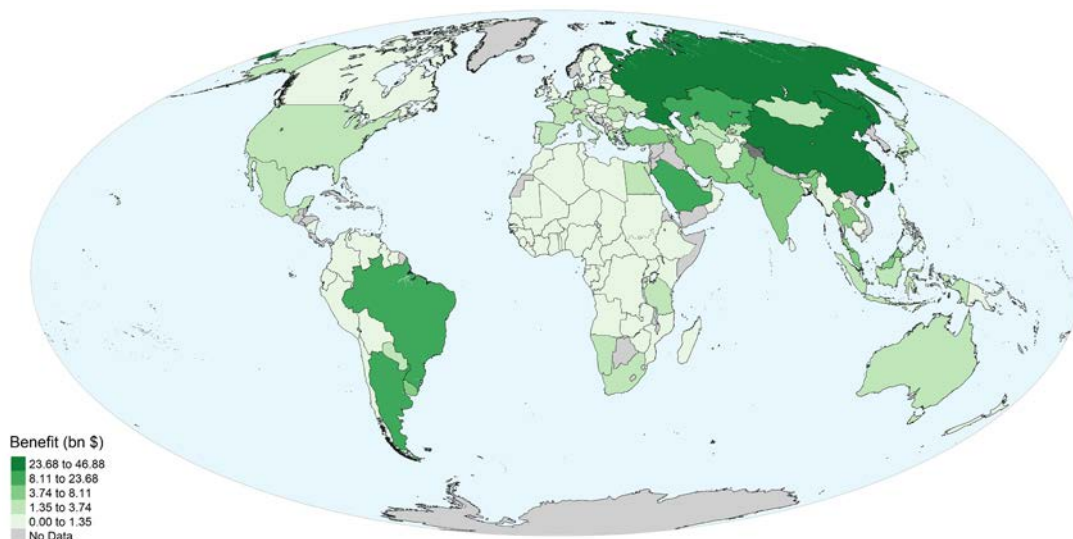 Benefit (bn $)
23.68 to 46.88
8.11 to 23.68
3.74 to 8.11
1.35 to 3.74
0.00 to 1.35
No Data